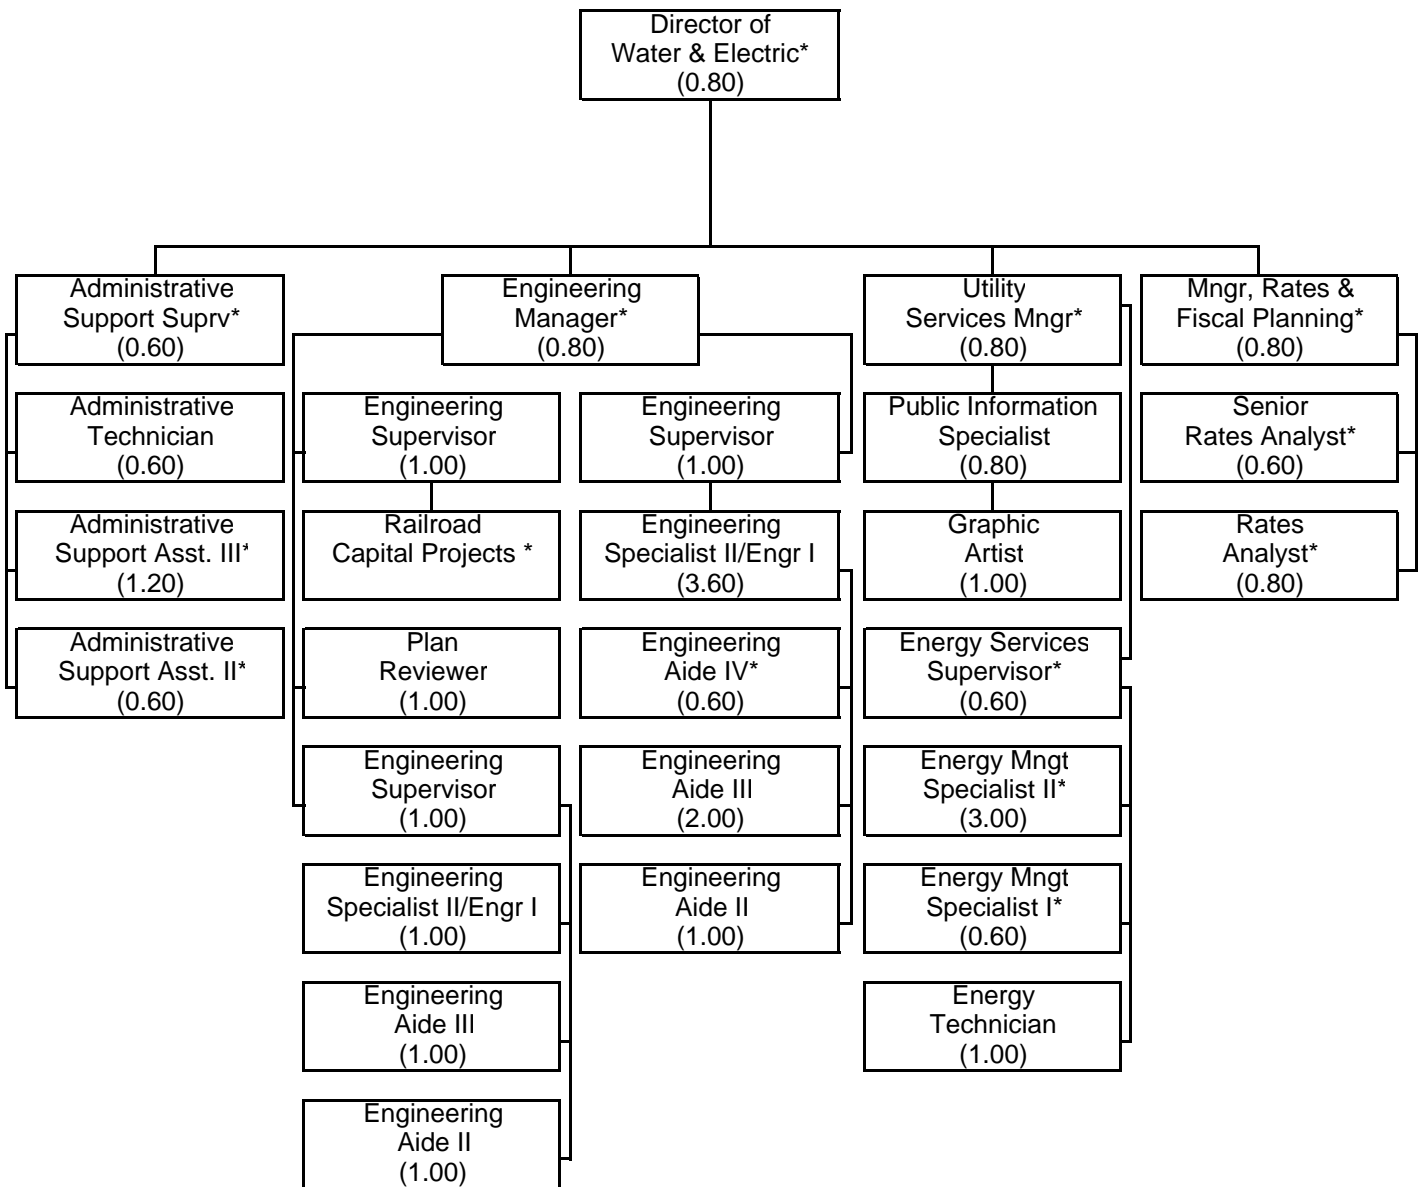 Director of
Water & Electric*
(0.80)
Administrative
Support Suprv*
(0.60)
Engineering
Manager*
(0.80)
Utility
Services Mngr*
(0.80)
Mngr, Rates &
Fiscal Planning*
(0.80)
Administrative
Technician
(0.60)
Engineering
Supervisor
(1.00)
Engineering
Supervisor
(1.00)
Public Information
Specialist
(0.80)
Senior
Rates Analyst*
(0.60)
Administrative
Support Asst. III*
(1.20)
Railroad
Capital Projects *
Engineering
Specialist II/Engr I
(3.60)
Graphic
Artist
(1.00)
Rates
Analyst*
(0.80)
Administrative
Support Asst. II*
(0.60)
Plan
Reviewer
(1.00)
Engineering
Aide IV*
(0.60)
Energy Services
Supervisor*
(0.60)
Engineering
Supervisor
(1.00)
Engineering
Aide III
(2.00)
Energy Mngt
Specialist II*
(3.00)
Engineering
Specialist II/Engr I
(1.00)
Engineering
Aide II
(1.00)
Energy Mngt
Specialist I*
(0.60)
Engineering
Aide III
(1.00)
Energy
Technician
(1.00)
Engineering
Aide II
(1.00)